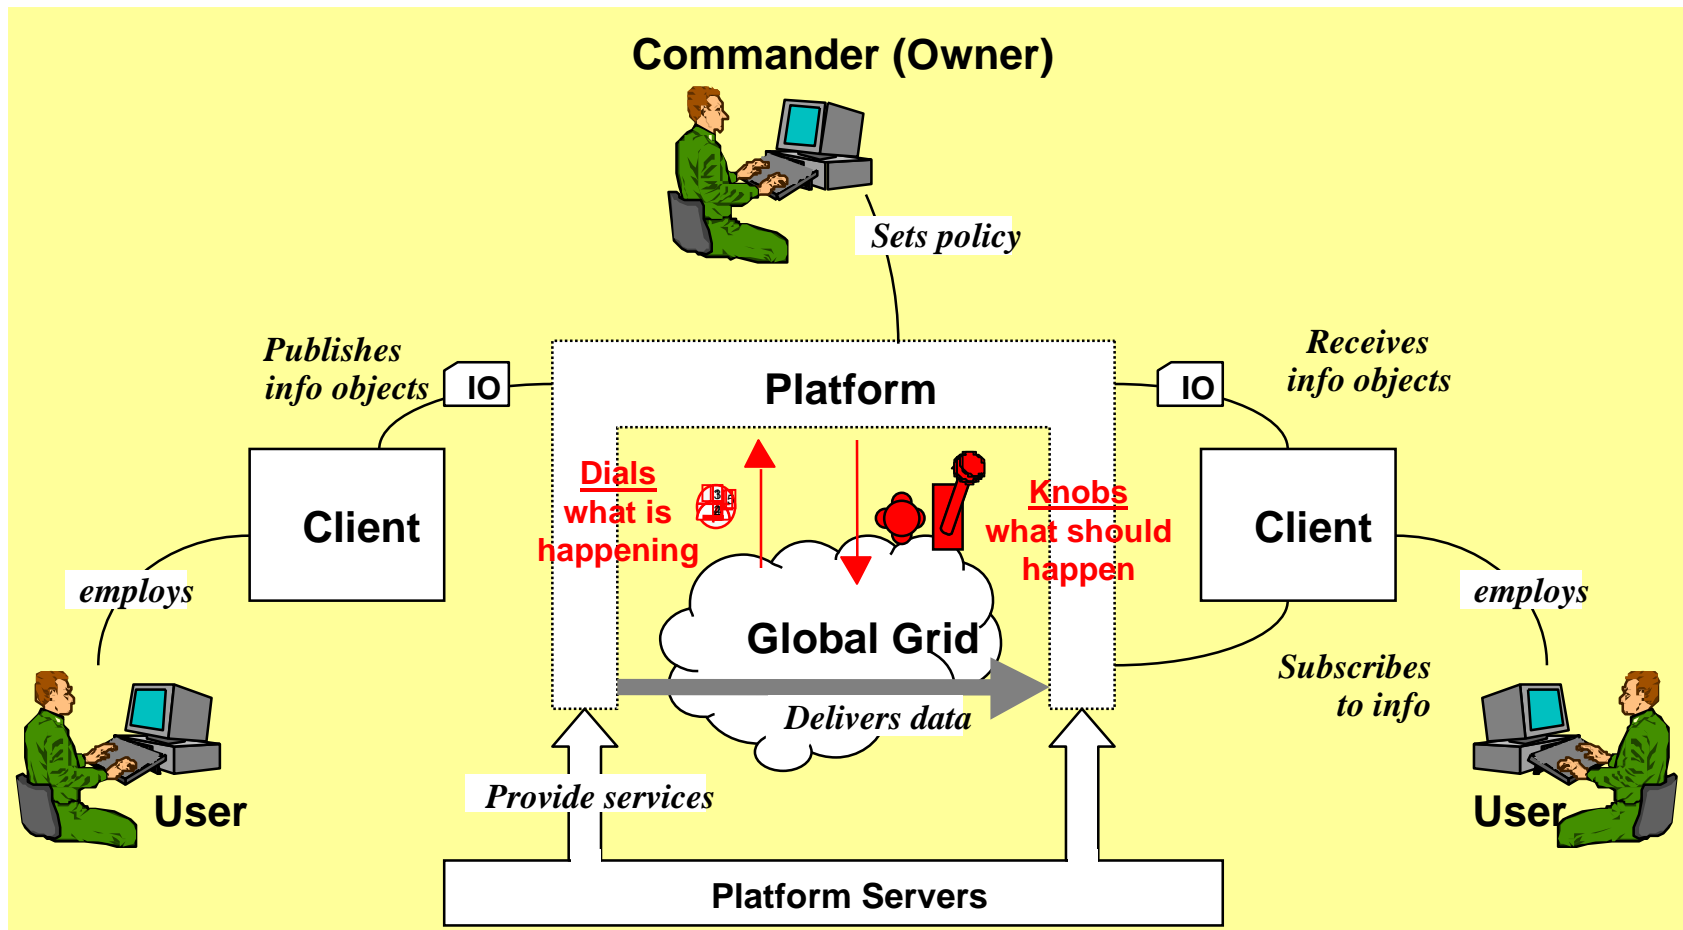 Commander (Owner)
Sets policy
Publishes
info objects
IO
Platform
IO
Receives
info objects
Dials
what is
happening
Knobs
what should
happen
Client
Client
employs
employs
Global Grid
Delivers data
Subscribes
to info
User
User
Provide services
Platform Servers